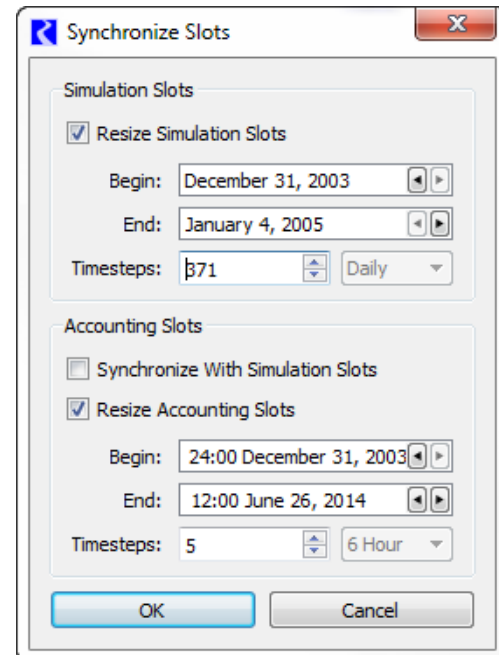 Synchronize Slots
Simulation Slots
Resize Simulation Slots
Begin: December 31, 2003
End: January 4, 2005
Timesteps: 371 Daily
Accounting Slots
Synchronize With Simulation Slots
Resize Accounting Slots
Begin: 24:00 December 31, 2003
End: 12:00 June 26, 2014
Timesteps: 5 6 Hour
OK Cancel